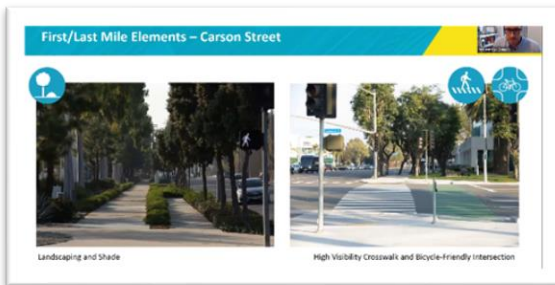 First/Last Mile Elements – Carson Street
Landscaping and Shade
High Visibility Crosswalk and Bicycle-Friendly Intersection